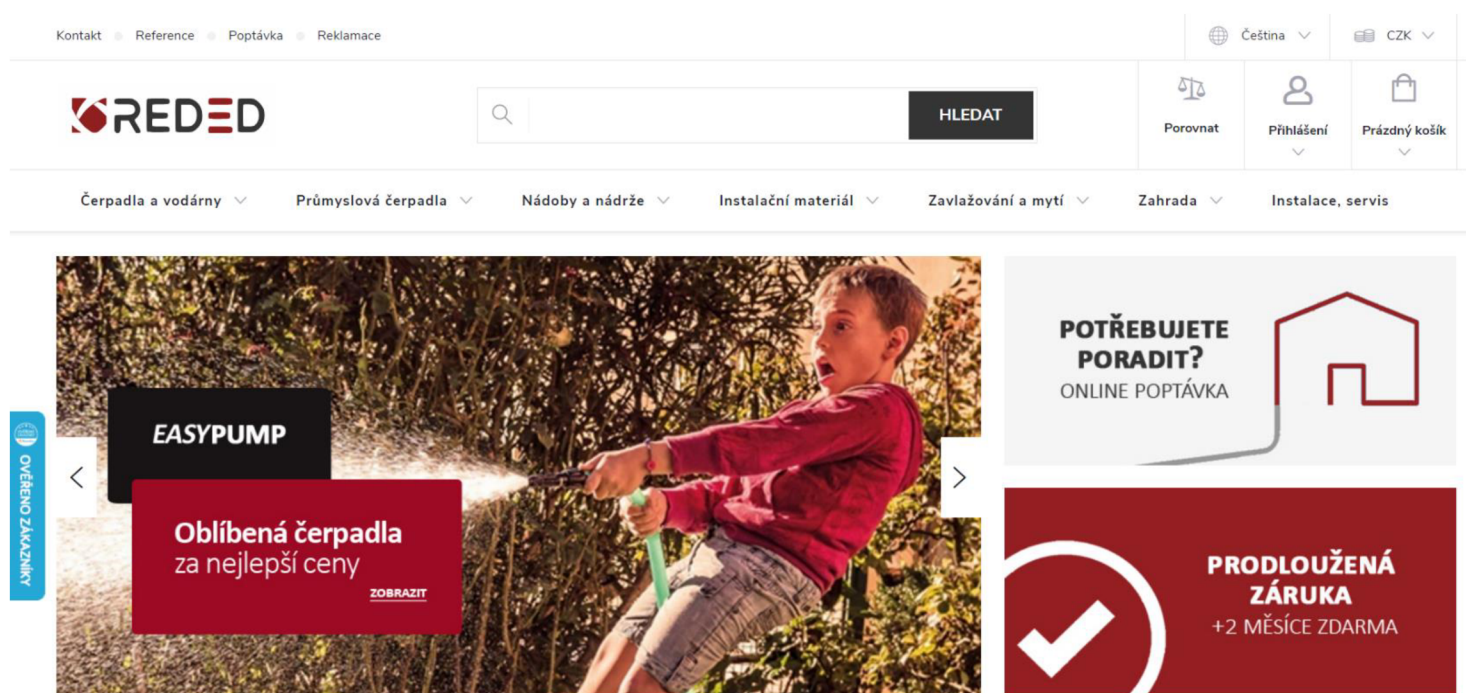 Kontakt Reference Poptávka Reklamace
Čeština CZK
REDED
HLEDAT
Porovnat
Přihlášení
Prázdný košík
Čerpadla a vodárny Průmyslová čerpadla Nádoby a nádrže Instalační materiál Zavlažování a mytí Zahrada Instalace, servis
OVĚŘENO ZÁKAZNÍKY
EASYPUMP
Oblíbená čerpadla
za nejlepší ceny
ZOBRAZIT
POTŘEBUJETE
PORADIT?
ONLINE POPTÁVKA
PRODLOUŽENÁ
ZÁRUKA
+2 MĚSÍCE ZDARMA